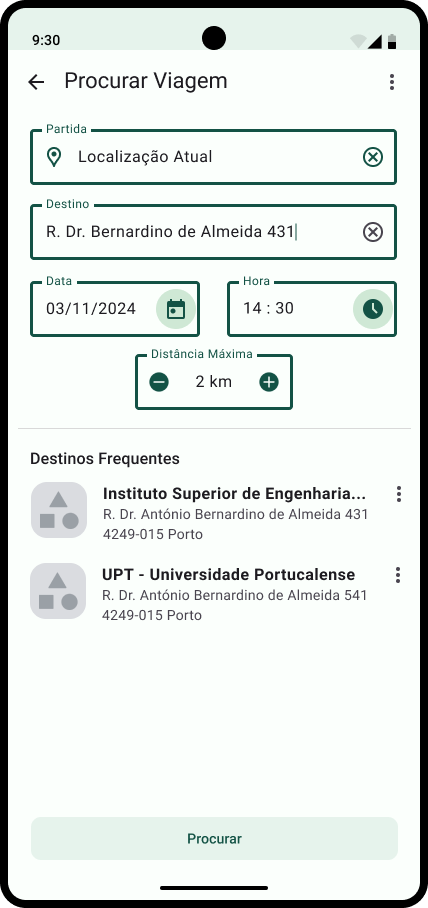 9:30
Procurar Viagem
Partida
Localização Atual
Destino
R. Dr. Bernardino de Almeida 431
Data
03/11/2024
Hora
14 : 30
Distância Máxima
2 km
Destinos Frequentes
Instituto Superior de Engenharia...
R. Dr. António Bernardino de Almeida 431
4249-015 Porto
UPT - Universidade Portucalense
R. Dr. António Bernardino de Almeida 541
4249-015 Porto
Procurar